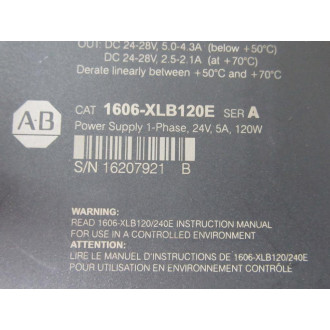 OUT: DC 24-28V, 5.0-4.3A (below +50°C)
DC 24-28V, 2.5-2.1A (at +70°C)
Derate linearly between +50°C and +70°C
A-B
CAT 1606-XLB120E SER A
Power Supply 1-Phase, 24V, 5A, 120W
S/N 16207921 B
WARNING:
READ 1606-XLB120/240E INSTRUCTION MANUAL
FOR USE IN A CONTROLLED ENVIRONMENT
ATTENTION:
LIRE LE MANUEL D'INSTRUCTIONS DE 1606-XLB120/240E
POUR UTILISATION EN ENVIRONNEMENT CONTRÔLÉ